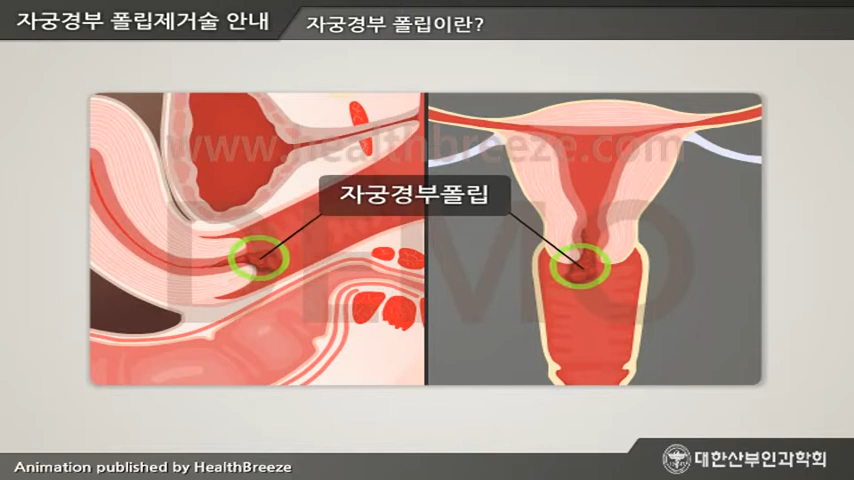 자궁경부 폴립제거술 안내
자궁경부 폴립이란?
www.healthbreeze.com
자궁경부폴립
DEMO
Animation published by HealthBreeze
대한산부인과학회